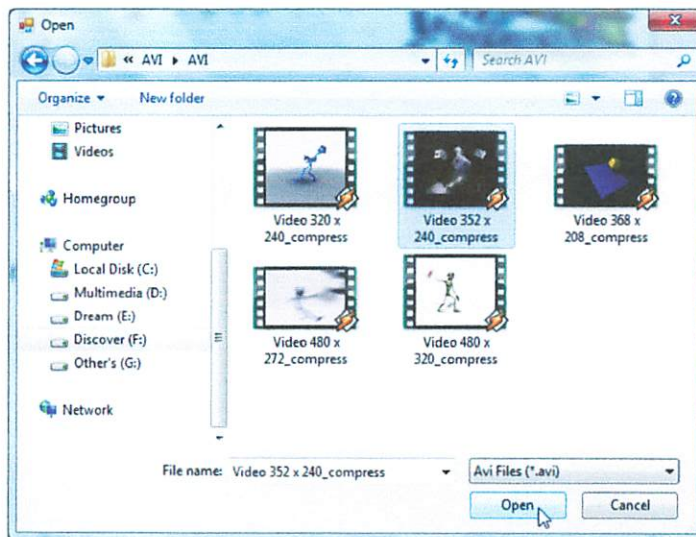 Open
« AVI ▸ AVI
Search AVI
Organize ▾ New folder
Pictures
Videos
Homegroup
Computer
Local Disk (C:)
Multimedia (D:)
Dream (E:)
Discover (F:)
Other's (G:)
Network
Video 320 x
240_compress
Video 352 x
240_compress
Video 368 x
208_compress
Video 480 x
272_compress
Video 480 x
320_compress
File name: Video 352 x 240_compress
Avi Files (*.avi)
Open
Cancel